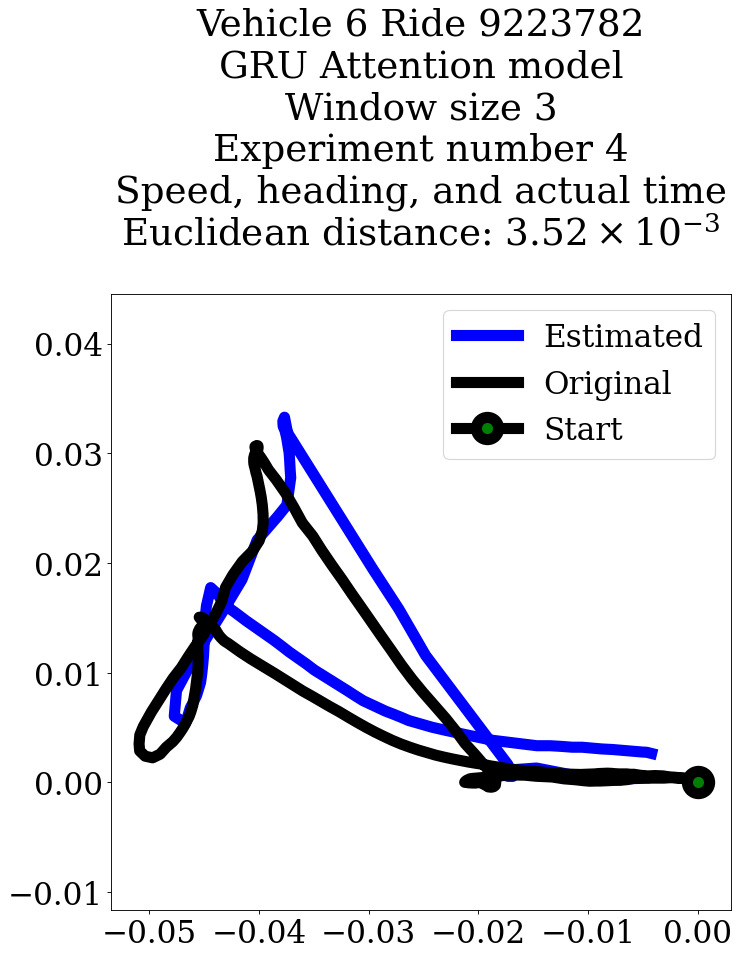 Vehicle 6 Ride 9223782
GRU Attention model
Window size 3
Experiment number 4
Speed, heading, and actual time
Euclidean distance: 3.52 × 10⁻³
Estimated
Original
Start
0.04
0.03
0.02
0.01
0.00
−0.01
−0.05 −0.04 −0.03 −0.02 −0.01 0.00